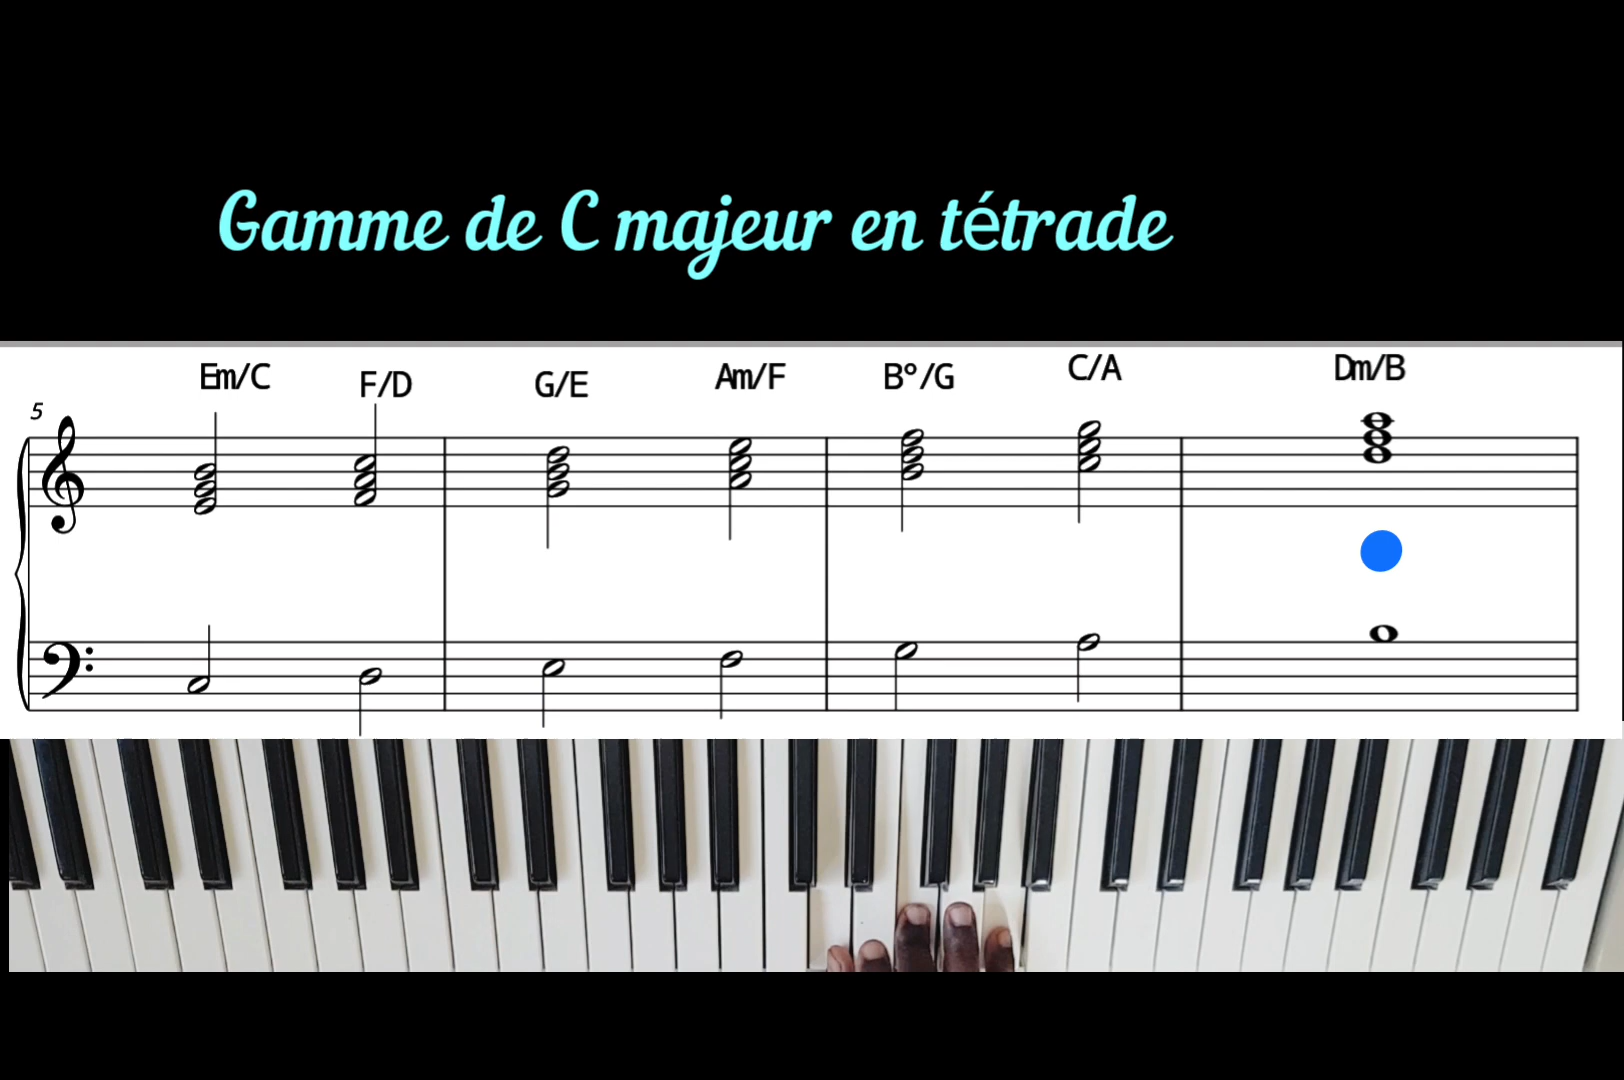 Gamme de C majeur en tétrade
Em/C F/D G/E Am/F B°/G C/A Dm/B
5